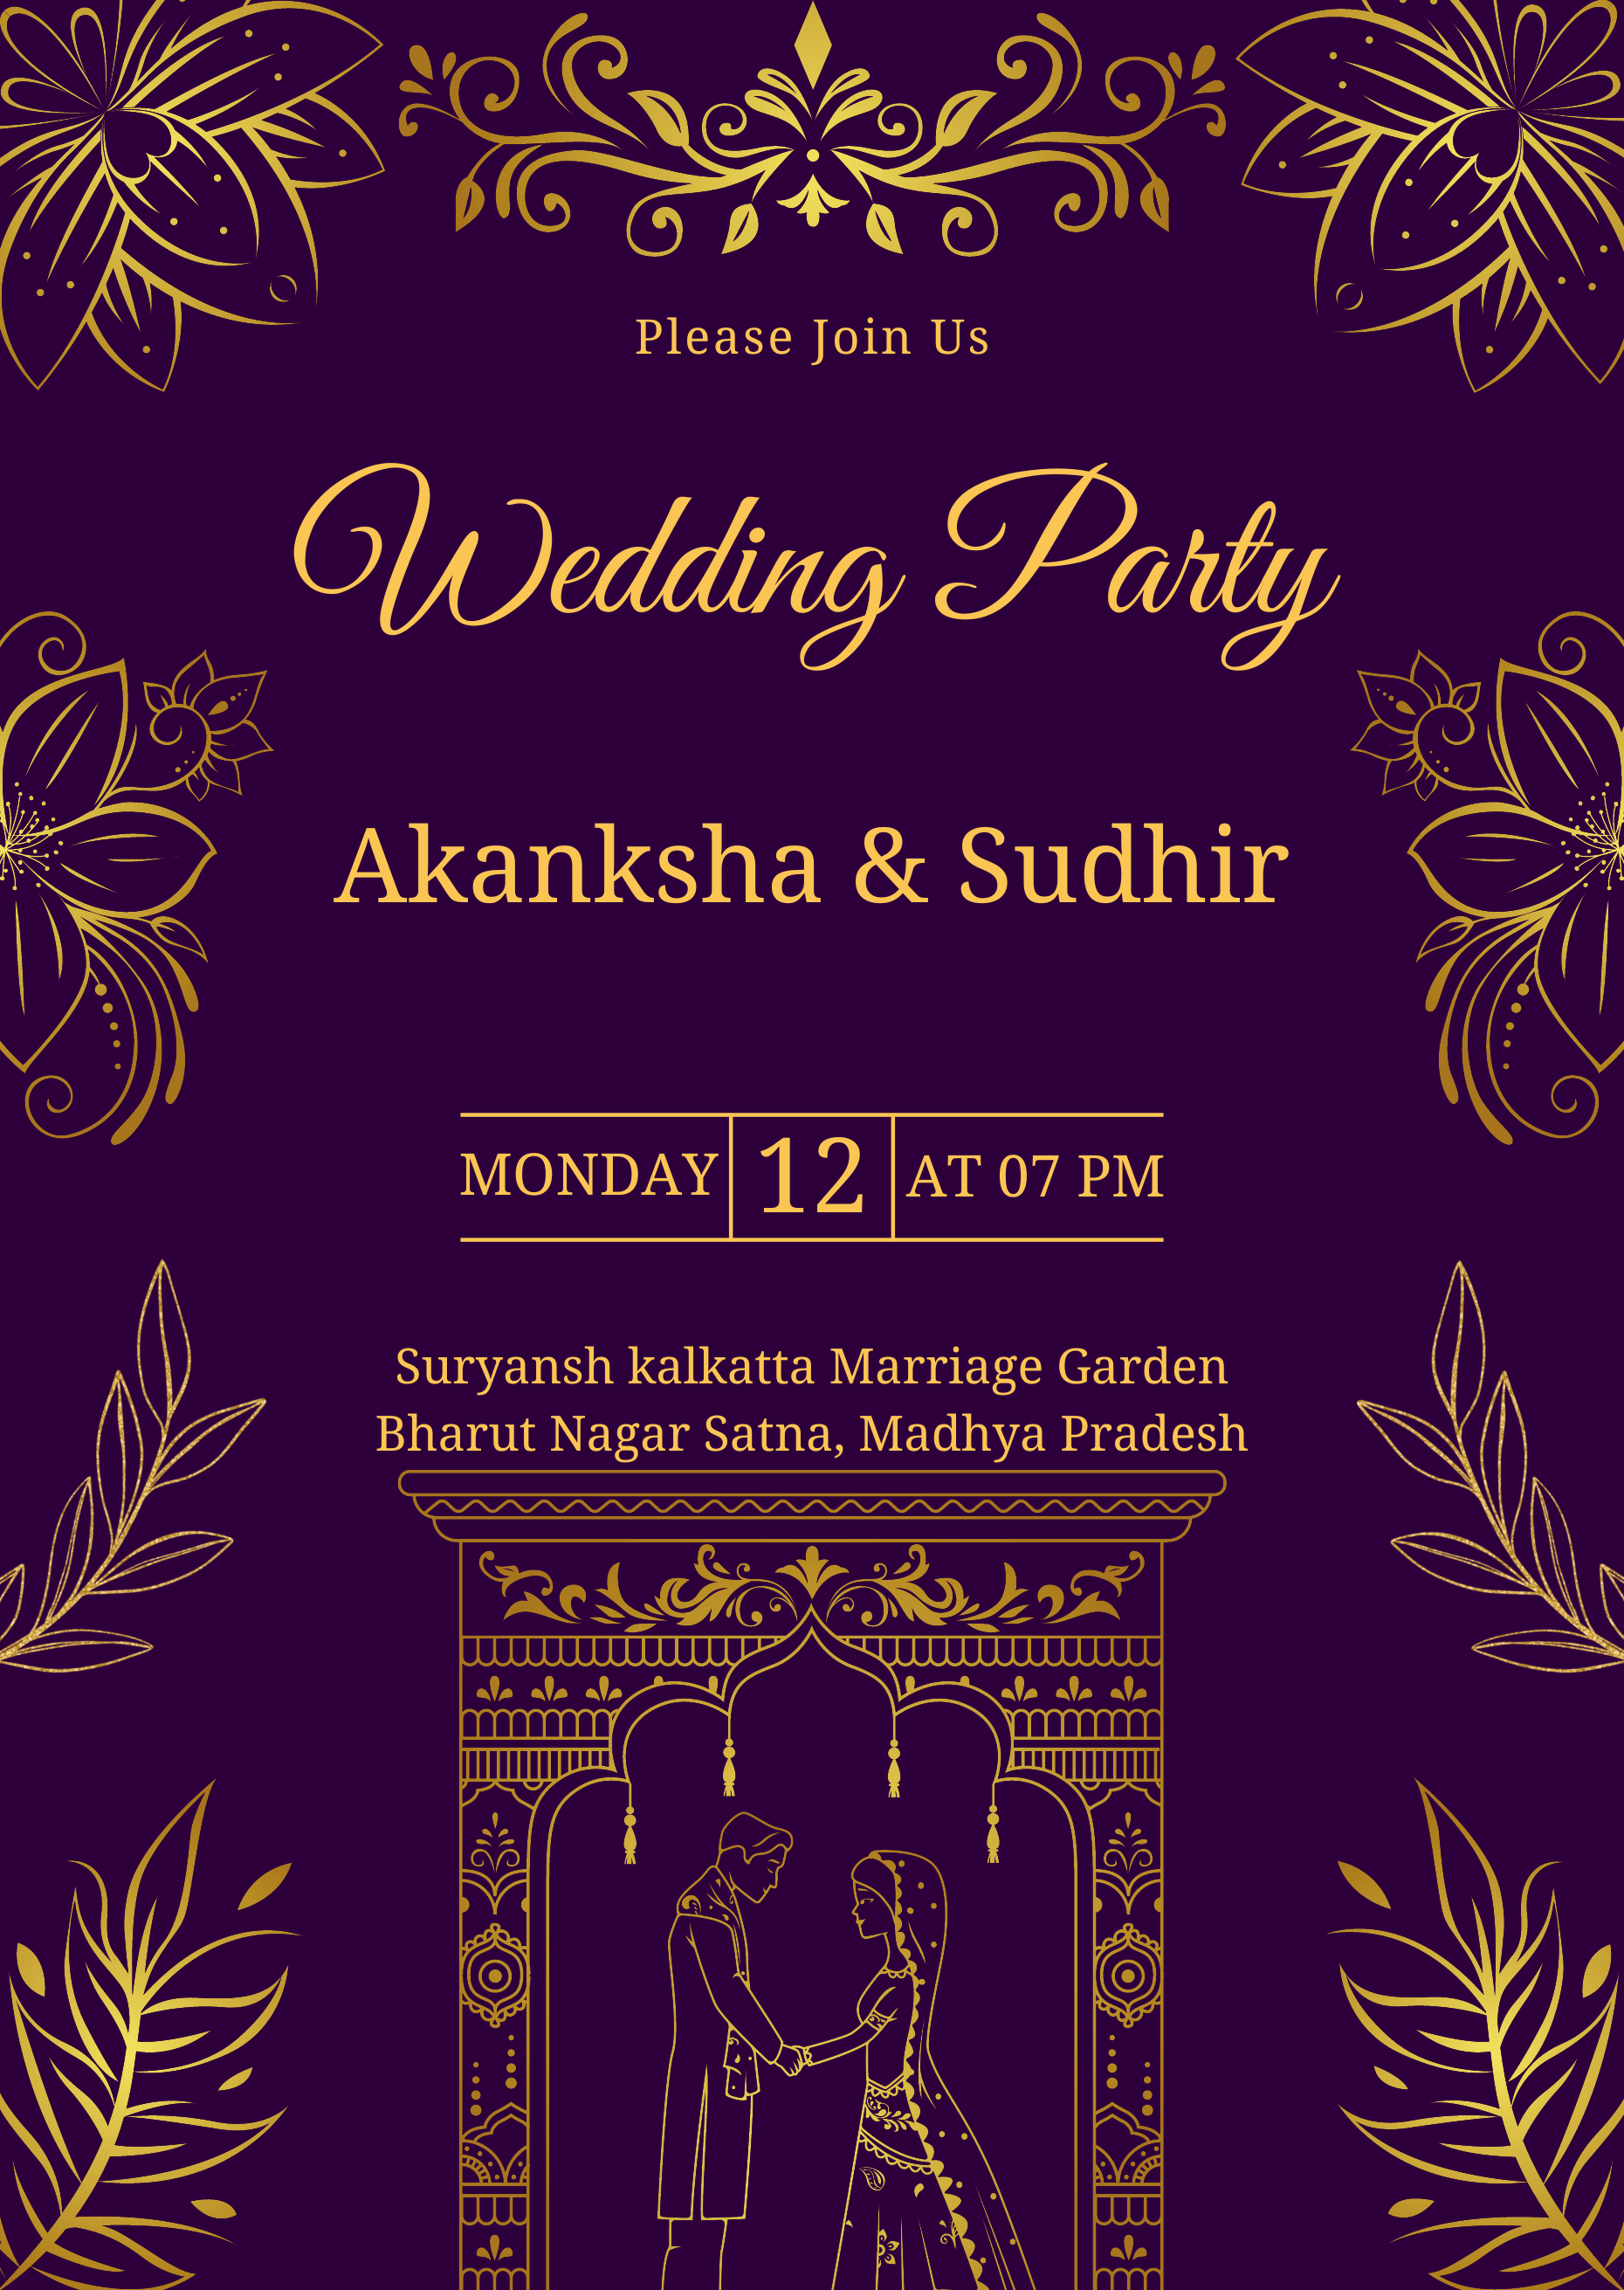 Please Join Us
Wedding Party
Akanksha & Sudhir
MONDAY 12 AT 07 PM
Suryansh kalkatta Marriage Garden
Bharut Nagar Satna, Madhya Pradesh